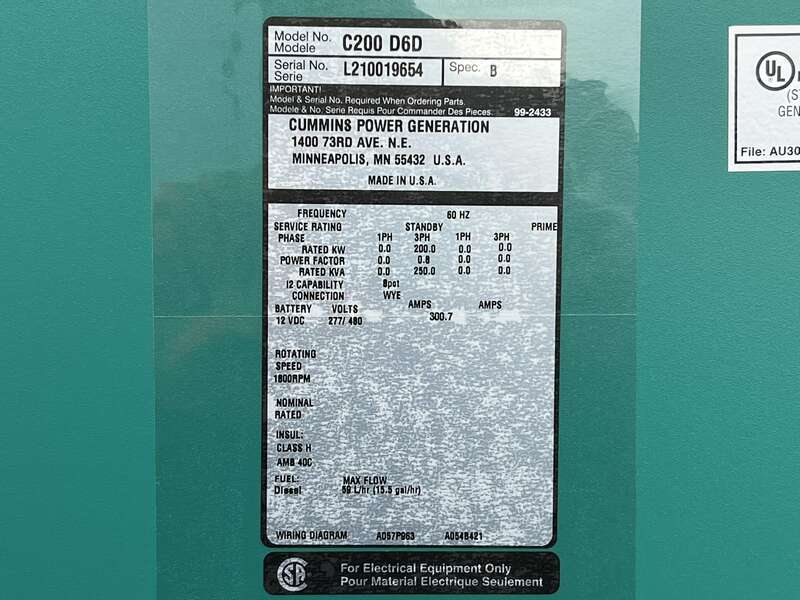 Model No. C200 D6D
Modele
Serial No. L210019654 Spec. B
Serie
IMPORTANT!
Model & Serial No. Required When Ordering Parts.
Modele & No. Serie Requis Pour Commander Des Pieces. 99-2433
CUMMINS POWER GENERATION
1400 73RD AVE. N.E.
MINNEAPOLIS, MN 55432 U.S.A.
MADE IN U.S.A.
FREQUENCY 60 HZ
SERVICE RATING STANDBY PRIME
PHASE 1PH 3PH 1PH 3PH
RATED KW 0.0 200.0 0.0 0.0
POWER FACTOR 0.0 0.8 0.0 0.0
RATED KVA 0.0 250.0 0.0 0.0
I2 CAPABILITY 8pct
CONNECTION WYE
BATTERY VOLTS AMPS AMPS
12 VDC 277/ 480 300.7
ROTATING
SPEED
1800RPM
NOMINAL
RATED
INSUL:
CLASS H
AMB 40C
FUEL: MAX FLOW
Diesel 59 L/hr (15.5 gal/hr)
WIRING DIAGRAM A057P963 A054B421
SA
For Electrical Equipment Only
Pour Material Electrique Seulement
UL
(S
GEN
File: AU30